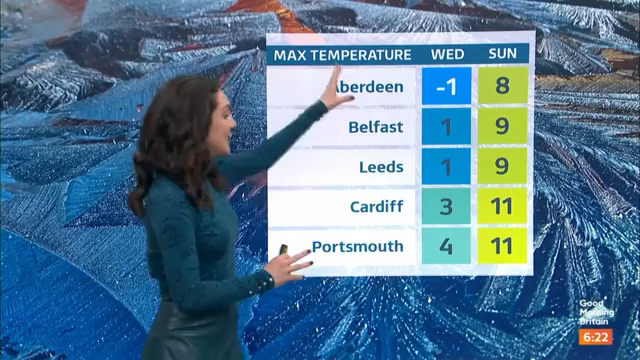 MAX TEMPERATURE WED SUN
Aberdeen -1 8
Belfast 1 9
Leeds 1 9
Cardiff 3 11
Portsmouth 4 11
Good
Morning
Britain
6:22